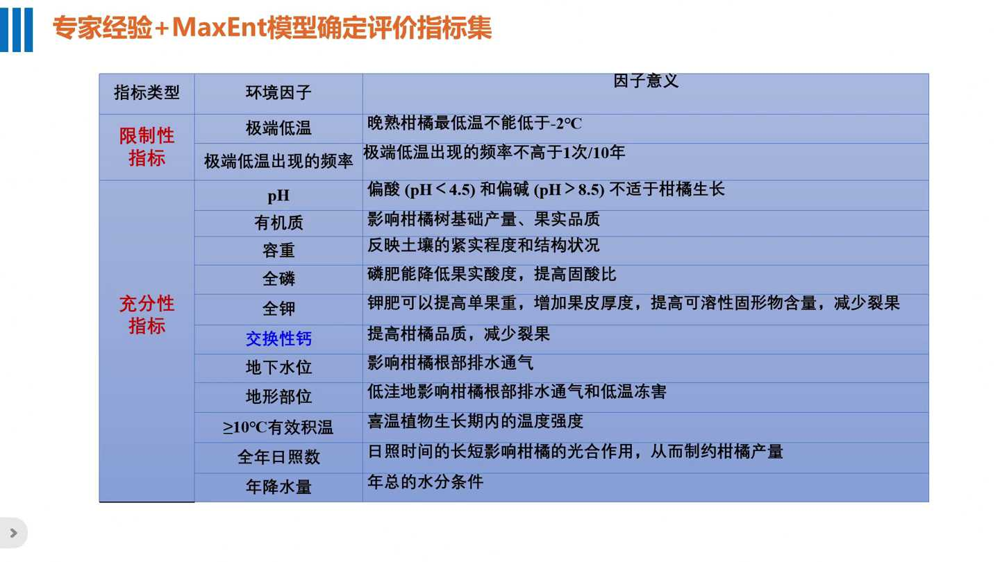 专家经验+MaxEnt模型确定评价指标集
指标类型
环境因子
因子意义
限制性
指标
极端低温
晚熟柑橘最低温不能低于-2℃
极端低温出现的频率
极端低温出现的频率不高于1次/10年
充分性
指标
pH
偏酸 (pH＜4.5) 和偏碱 (pH＞8.5) 不适于柑橘生长
有机质
影响柑橘树基础产量、果实品质
容重
反映土壤的紧实程度和结构状况
全磷
磷肥能降低果实酸度，提高固酸比
全钾
钾肥可以提高单果重，增加果皮厚度，提高可溶性固形物含量，减少裂果
交换性钙
提高柑橘品质，减少裂果
地下水位
影响柑橘根部排水通气
地形部位
低洼地影响柑橘根部排水通气和低温冻害
≥10℃有效积温
喜温植物生长期内的温度强度
全年日照数
日照时间的长短影响柑橘的光合作用，从而制约柑橘产量
年降水量
年总的水分条件